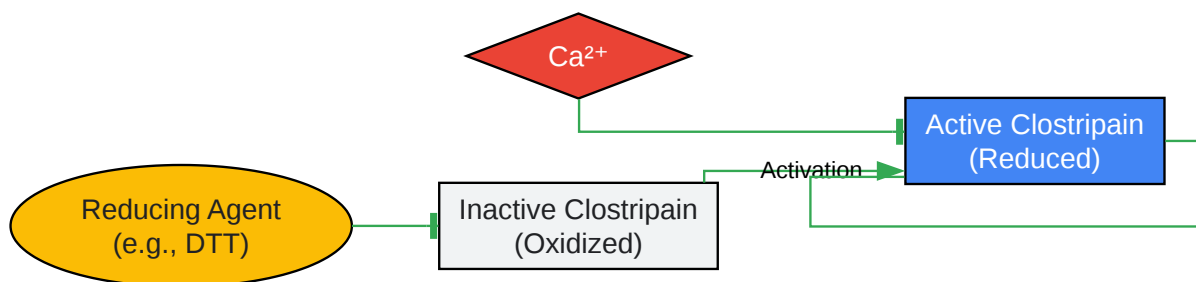 Ca²⁺
Active Clostripain
(Reduced)
Activation
Reducing Agent
(e.g., DTT)
Inactive Clostripain
(Oxidized)